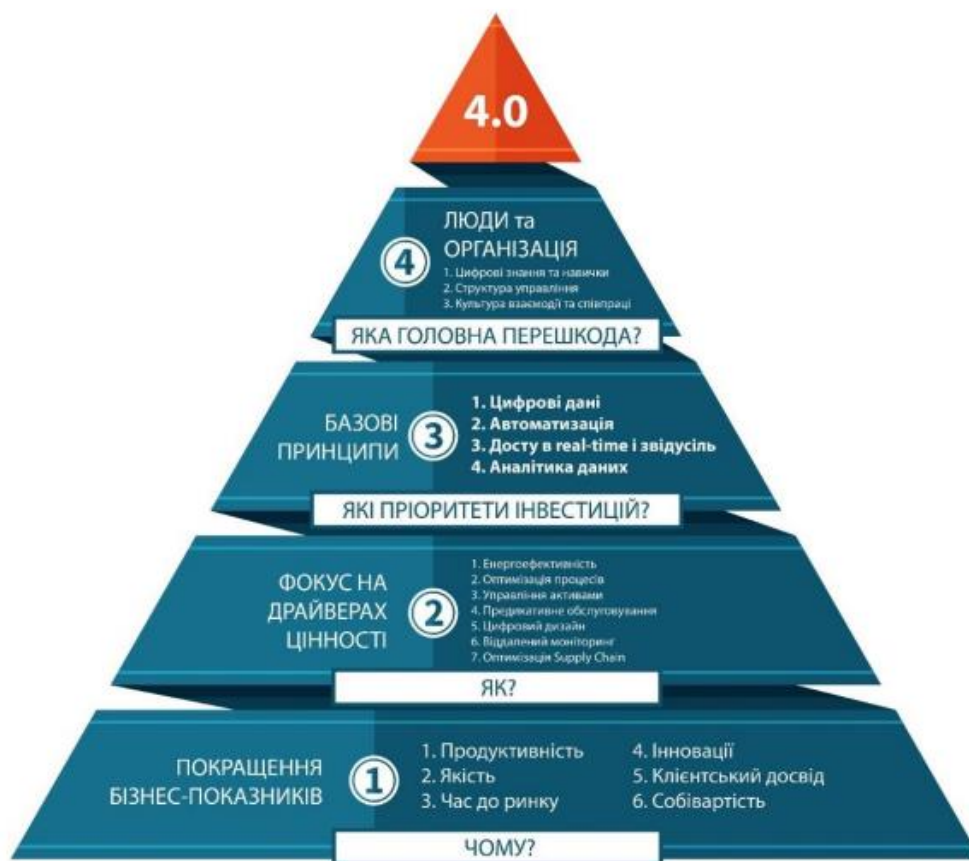 4.0
ЛЮДИ та
ОРГАНІЗАЦІЯ
4
1. Цифрові знання та навички
2. Структура управління
3. Культура взаємодії та співпраці
ЯКА ГОЛОВНА ПЕРЕШКОДА?
БАЗОВІ
ПРИНЦИПИ
3
1. Цифрові дані
2. Автоматизація
3. Досту в real-time і звідусіль
4. Аналітика даних
ЯКІ ПРІОРИТЕТИ ІНВЕСТИЦІЙ?
ФОКУС НА
ДРАЙВЕРАХ
ЦІННОСТІ
2
1. Енергоефективність
2. Оптимізація процесів
3. Управління активами
4. Предикативне обслуговування
5. Цифровий дизайн
6. Віддалений моніторинг
7. Оптимізація Supply Chain
ЯК?
ПОКРАЩЕННЯ
БІЗНЕС-ПОКАЗНИКІВ
1
1. Продуктивність
2. Якість
3. Час до ринку
4. Інновації
5. Клієнтський досвід
6. Собівартість
ЧОМУ?